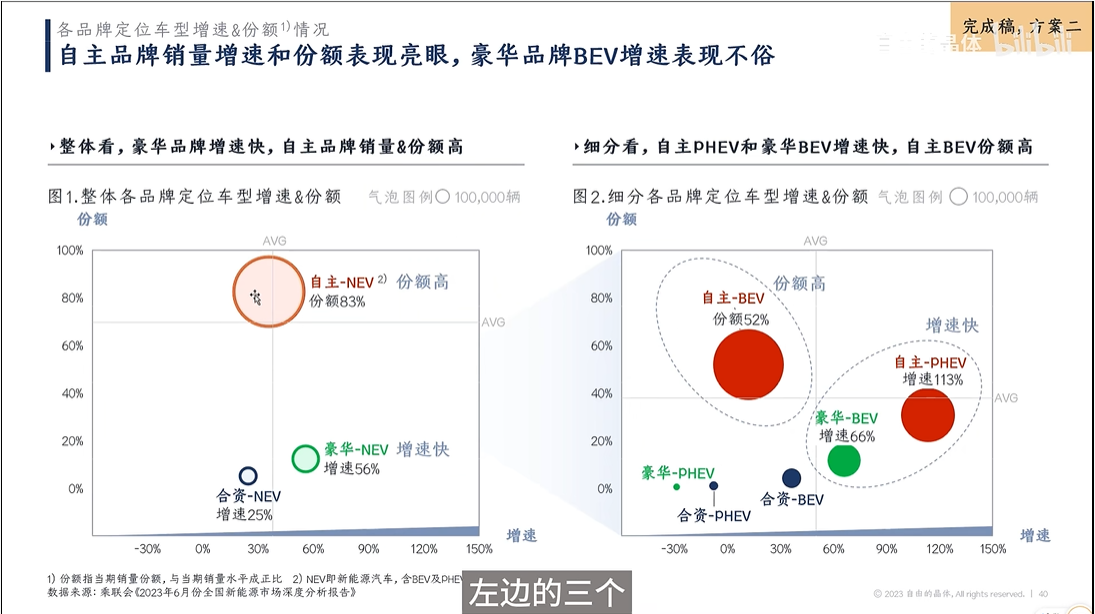 各品牌定位车型增速&份额1)情况
完成稿，方案二
自主品牌销量增速和份额表现亮眼，豪华品牌BEV增速表现不俗
bilibili
整体看，豪华品牌增速快，自主品牌销量&份额高
图1.整体各品牌定位车型增速&份额
气泡图例 100,000辆
份额
AVG
100%
80%
60%
40%
20%
0%
自主-NEV 2) 份额高
份额83%
AVG
豪华-NEV 增速快
增速56%
合资-NEV
增速25%
增速
-30%
0%
30%
60%
90%
120%
150%
细分看，自主PHEV和豪华BEV增速快，自主BEV份额高
图2.细分各品牌定位车型增速&份额
气泡图例 100,000辆
份额
AVG
100%
80%
60%
40%
20%
0%
份额高
自主-BEV
份额52%
增速快
自主-PHEV
增速113%
AVG
豪华-BEV
增速66%
豪华-PHEV
合资-PHEV
合资-BEV
增速
-30%
0%
30%
60%
90%
120%
150%
1) 份额指当期销量份额，与当期销量水平成正比 2) NEV即新能源汽车，含BEV及PHEV
数据来源：乘联会《2023年6月份全国新能源市场深度分析报告》
左边的三个
© 2023 自由的晶体, All rights reserved. | 40